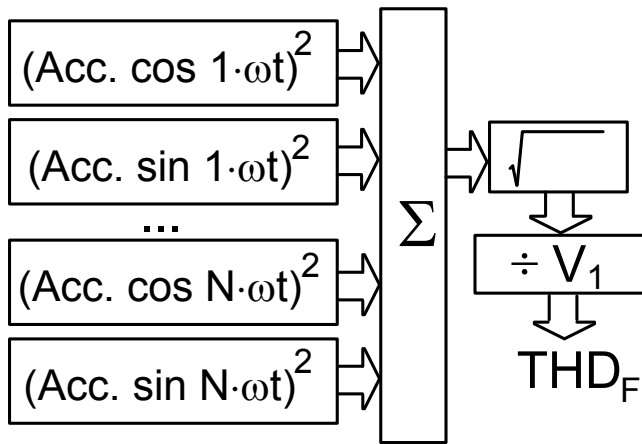 (Acc. cos 1·ωt)²
(Acc. sin 1·ωt)²
...
(Acc. cos N·ωt)²
(Acc. sin N·ωt)²
Σ
√
÷ V₁
THD_F